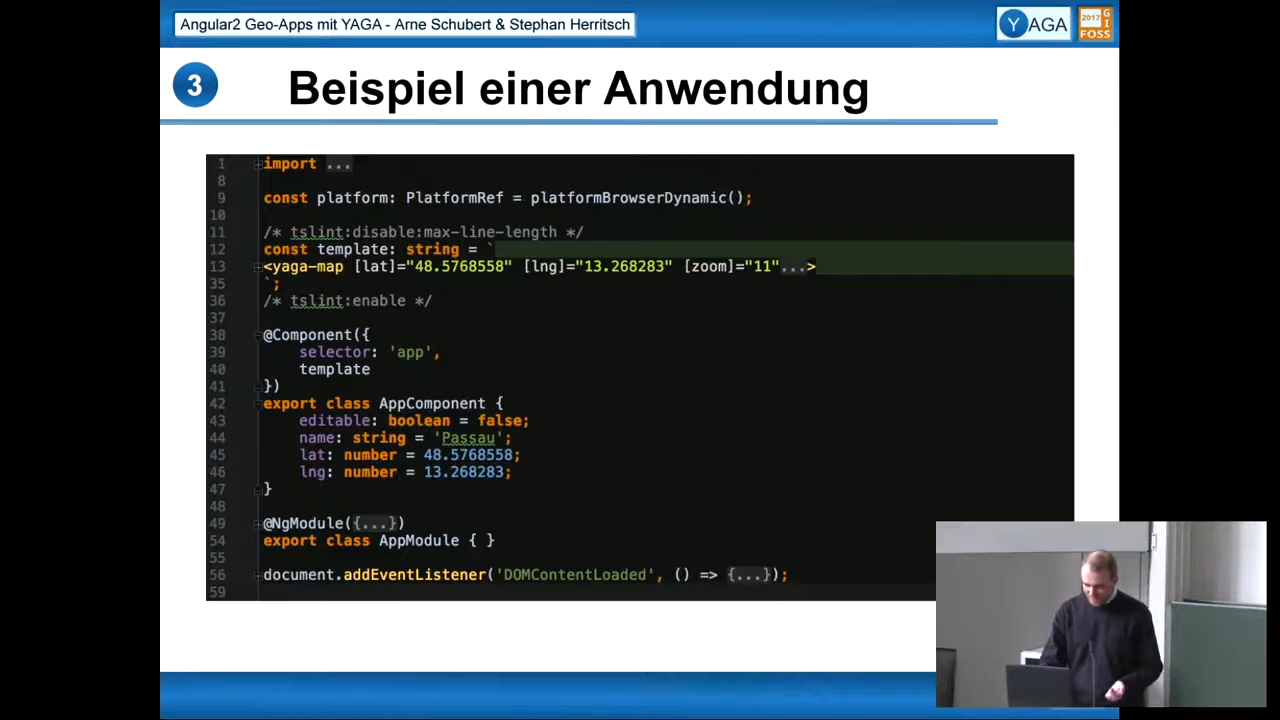 Angular2 Geo-Apps mit YAGA - Arne Schubert & Stephan Herritsch
YAGA
2017 GI
FOSS
3
Beispiel einer Anwendung
1 import ...
8
9 const platform: PlatformRef = platformBrowserDynamic();
10
11 /* tslint:disable:max-line-length */
12 const template: string = `
13 <yaga-map [lat]="48.5768558" [lng]="13.268283" [zoom]="11"...>
35 `;
36 /* tslint:enable */
37
38 @Component({
39 selector: 'app',
40 template
41 })
42 export class AppComponent {
43 editable: boolean = false;
44 name: string = 'Passau';
45 lat: number = 48.5768558;
46 lng: number = 13.268283;
47 }
48
49 @NgModule({...})
54 export class AppModule { }
55
56 document.addEventListener('DOMContentLoaded', () => {...});
59